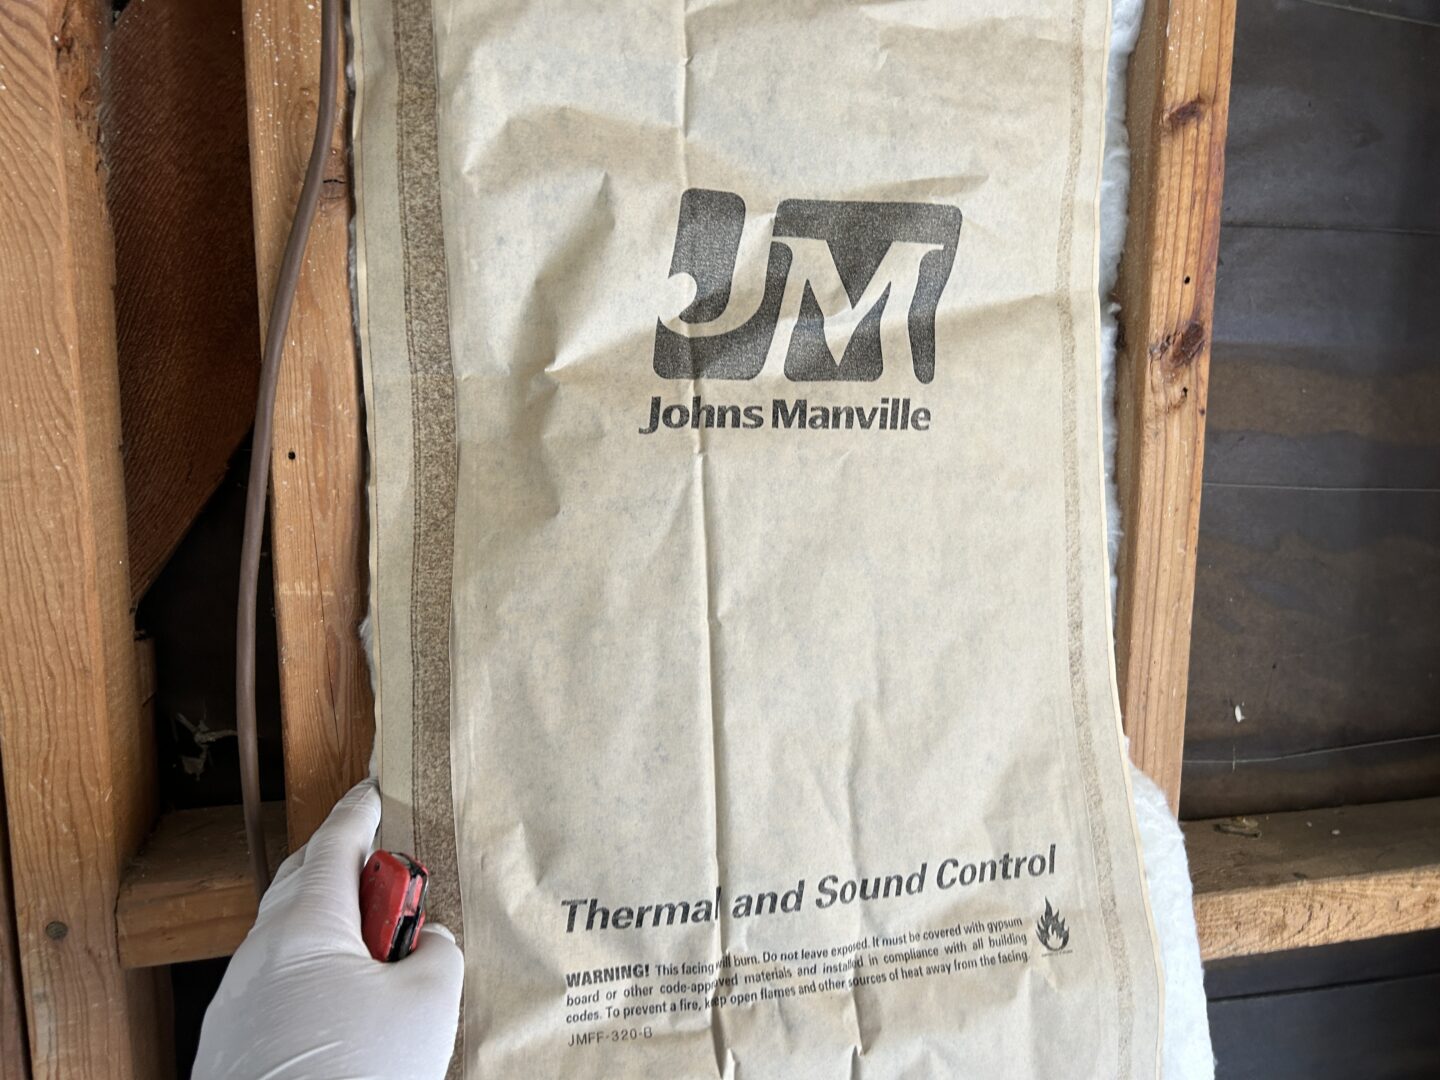 JM
Johns Manville
Thermal and Sound Control
WARNING! This facing will burn. Do not leave exposed. It must be covered with gypsum
board or other code-approved materials and installed in compliance with all building
codes. To prevent a fire, keep open flames and other sources of heat away from the facing.
JMFF-320-B